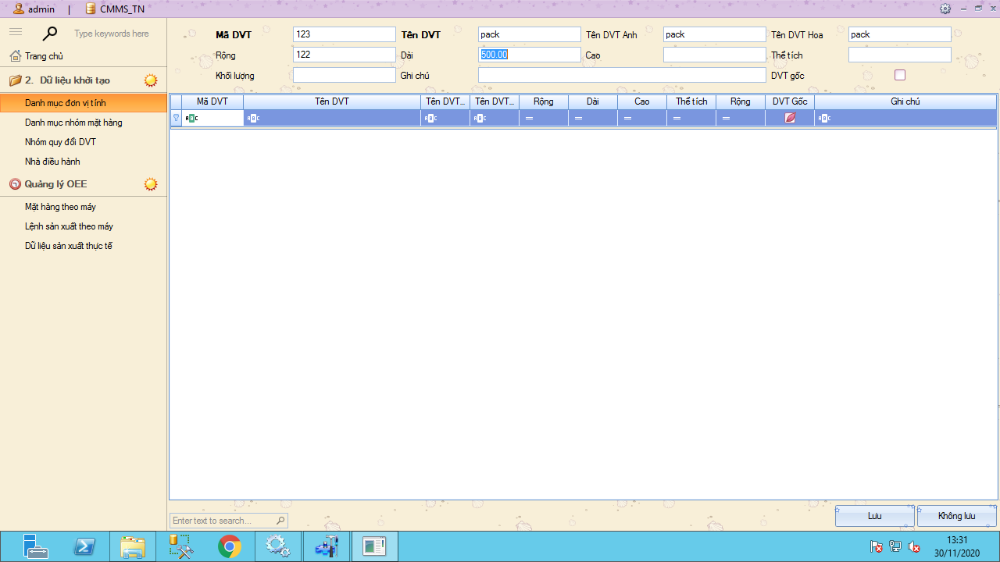 admin | CMMS_TN
Type keywords here
Trang chủ
2. Dữ liệu khởi tạo
Danh mục đơn vị tính
Danh mục nhóm mặt hàng
Nhóm quy đổi DVT
Nhà điều hành
Quảng lý OEE
Mặt hàng theo máy
Lệnh sản xuất theo máy
Dữ liệu sản xuất thực tế
Mã DVT 123 Tên DVT pack Tên DVT Anh pack Tên DVT Hoa pack
Rộng 122 Dài 500.00 Cao Thể tích
Khối lượng Ghi chú DVT gốc
Mã DVT Tên DVT Tên DVT... Tên DVT... Rộng Dài Cao Thể tích Rộng DVT Gốc Ghi chú
ABC ABC ABC ABC = = = = = ABC
Enter text to search...
Lưu Không lưu
13:31
30/11/2020